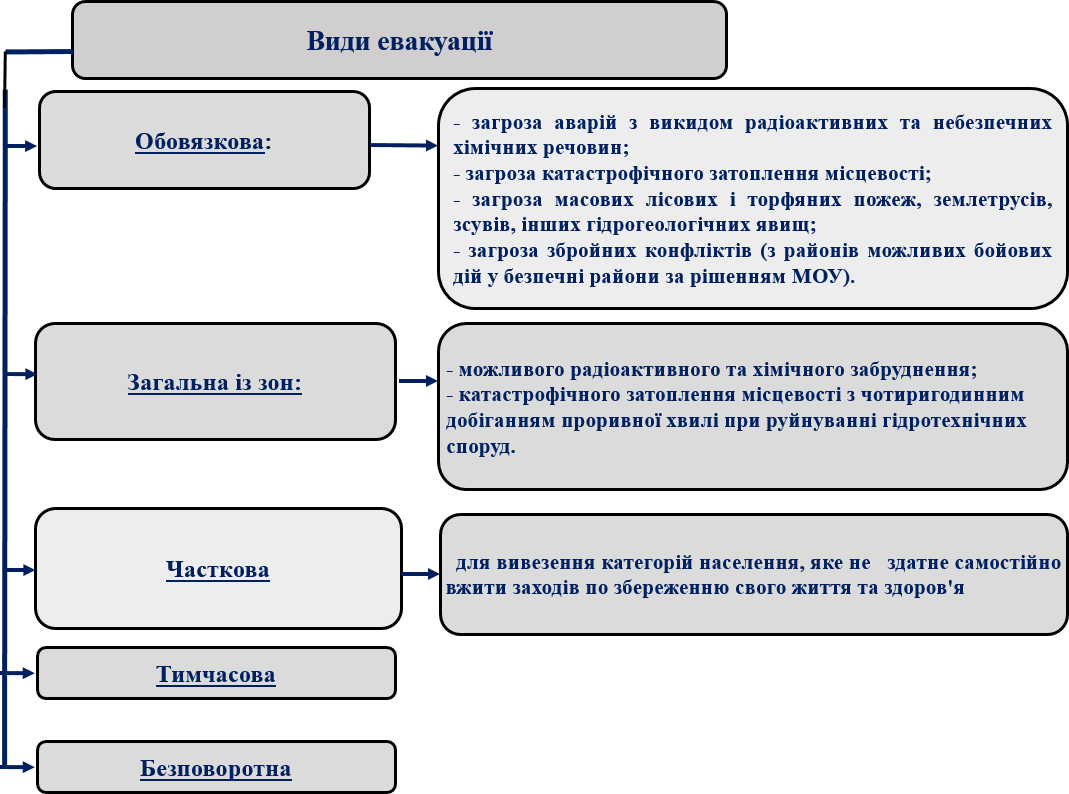 Види евакуації
Обовязкова:
- загроза аварій з викидом радіоактивних та небезпечних
хімічних речовин;
- загроза катастрофічного затоплення місцевості;
- загроза масових лісових і торфяних пожеж, землетрусів,
зсувів, інших гідрогеологічних явищ;
- загроза збройних конфліктів (з районів можливих бойових
дій у безпечні райони за рішенням МОУ).
Загальна із зон:
- можливого радіоактивного та хімічного забруднення;
- катастрофічного затоплення місцевості з чотиригодинним
добіганням проривної хвилі при руйнуванні гідротехнічних
споруд.
Часткова
для вивезення категорій населення, яке не здатне самостійно
вжити заходів по збереженню свого життя та здоров'я
Тимчасова
Безповоротна